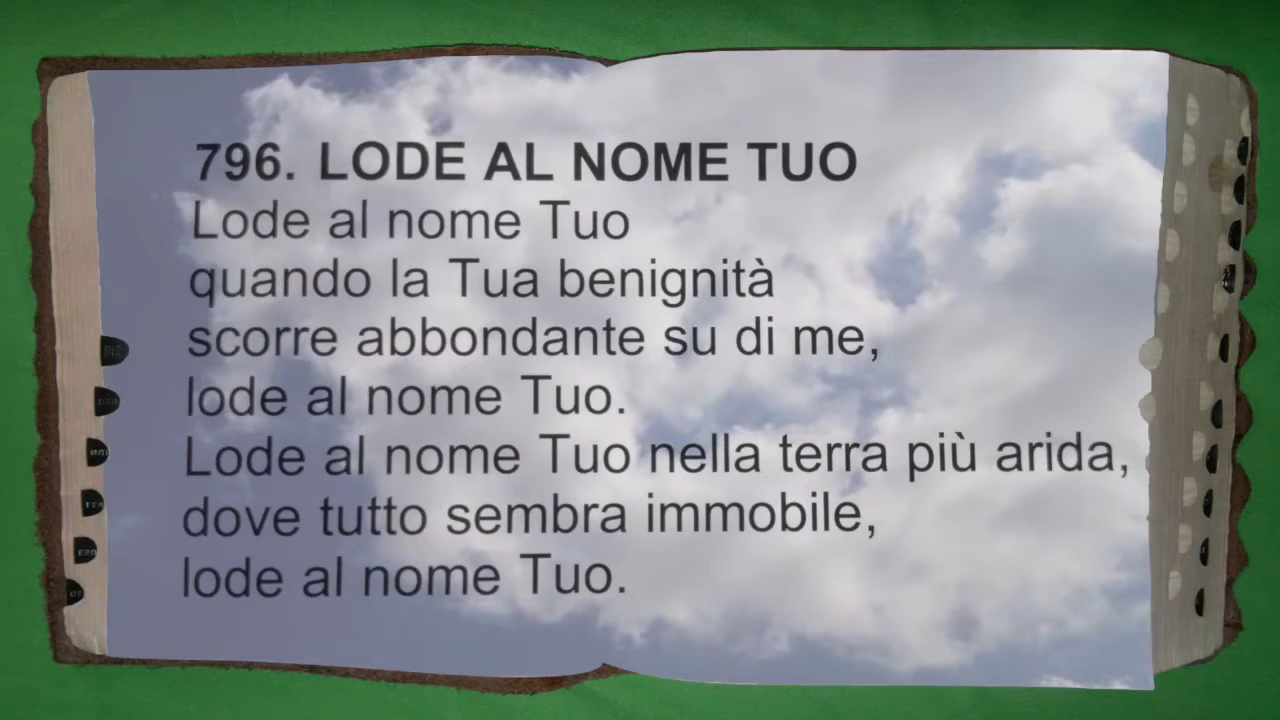 796. LODE AL NOME TUO
Lode al nome Tuo
quando la Tua benignità
scorre abbondante su di me,
lode al nome Tuo.
Lode al nome Tuo nella terra più arida,
dove tutto sembra immobile,
lode al nome Tuo.